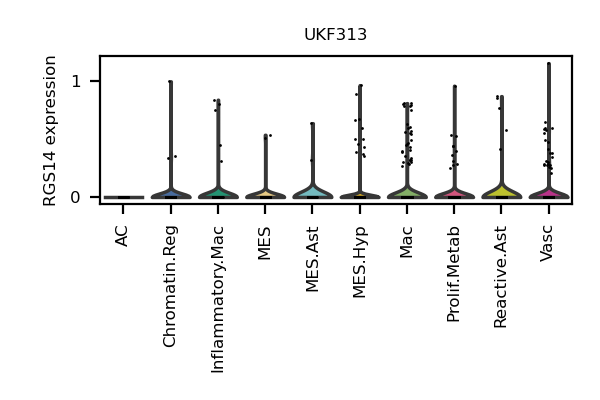 UKF313
RGS14 expression
1
0
AC
Chromatin.Reg
Inflammatory.Mac
MES
MES.Ast
MES.Hyp
Mac
Prolif.Metab
Reactive.Ast
Vasc